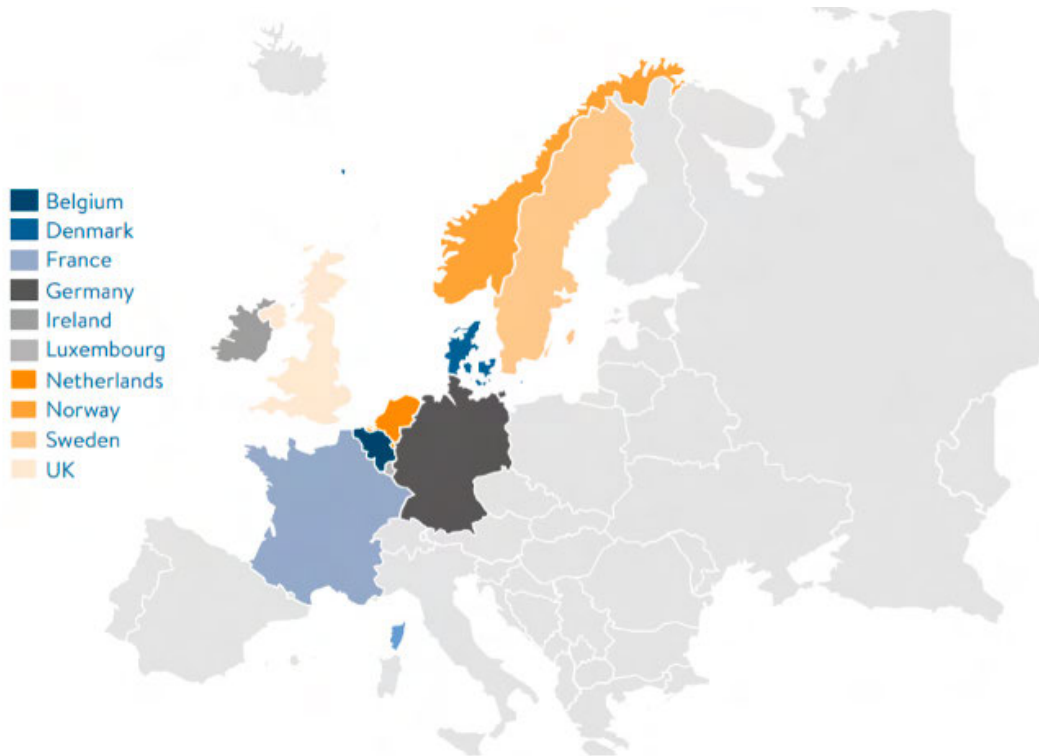 Belgium
Denmark
France
Germany
Ireland
Luxembourg
Netherlands
Norway
Sweden
UK